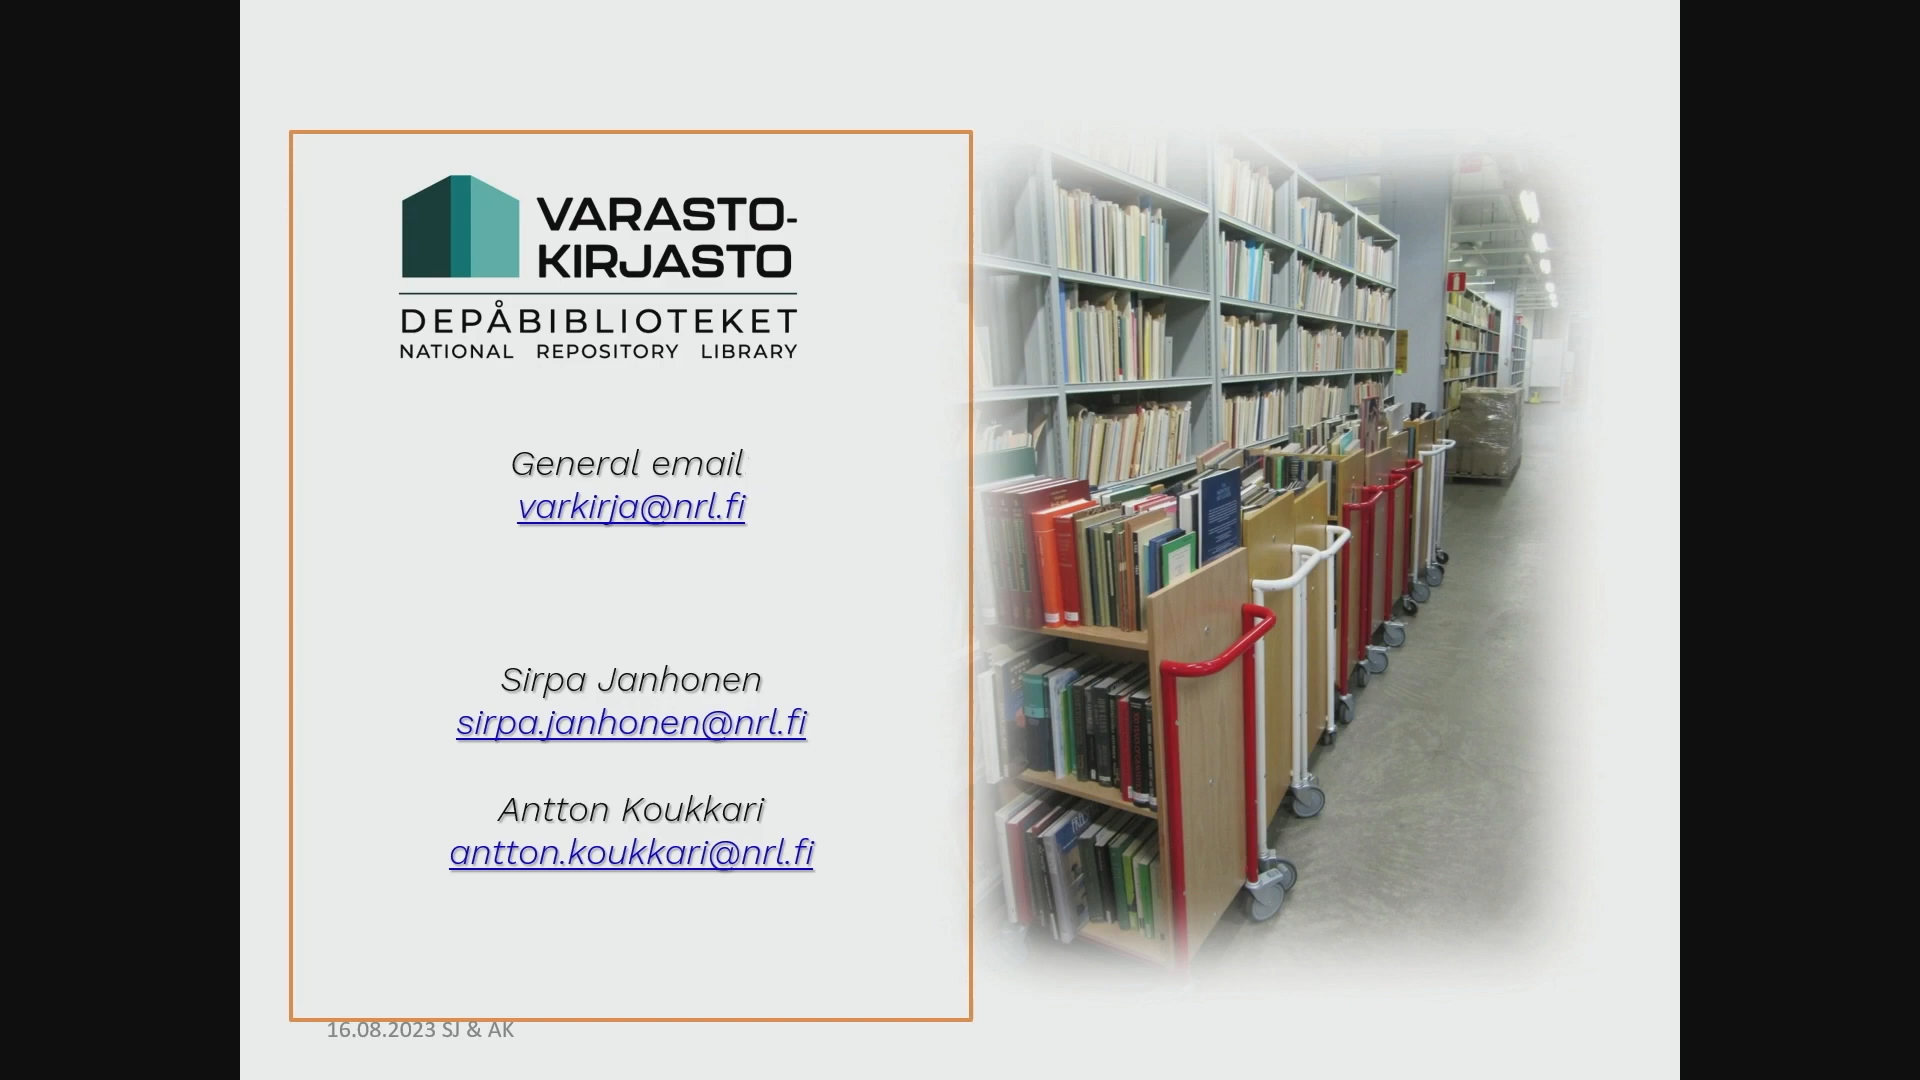 VARASTO-
KIRJASTO
DEPÅBIBLIOTEKET
NATIONAL REPOSITORY LIBRARY
General email
varkirja@nrl.fi
Sirpa Janhonen
sirpa.janhonen@nrl.fi
Antton Koukkari
antton.koukkari@nrl.fi
16.08.2023 SJ & AK